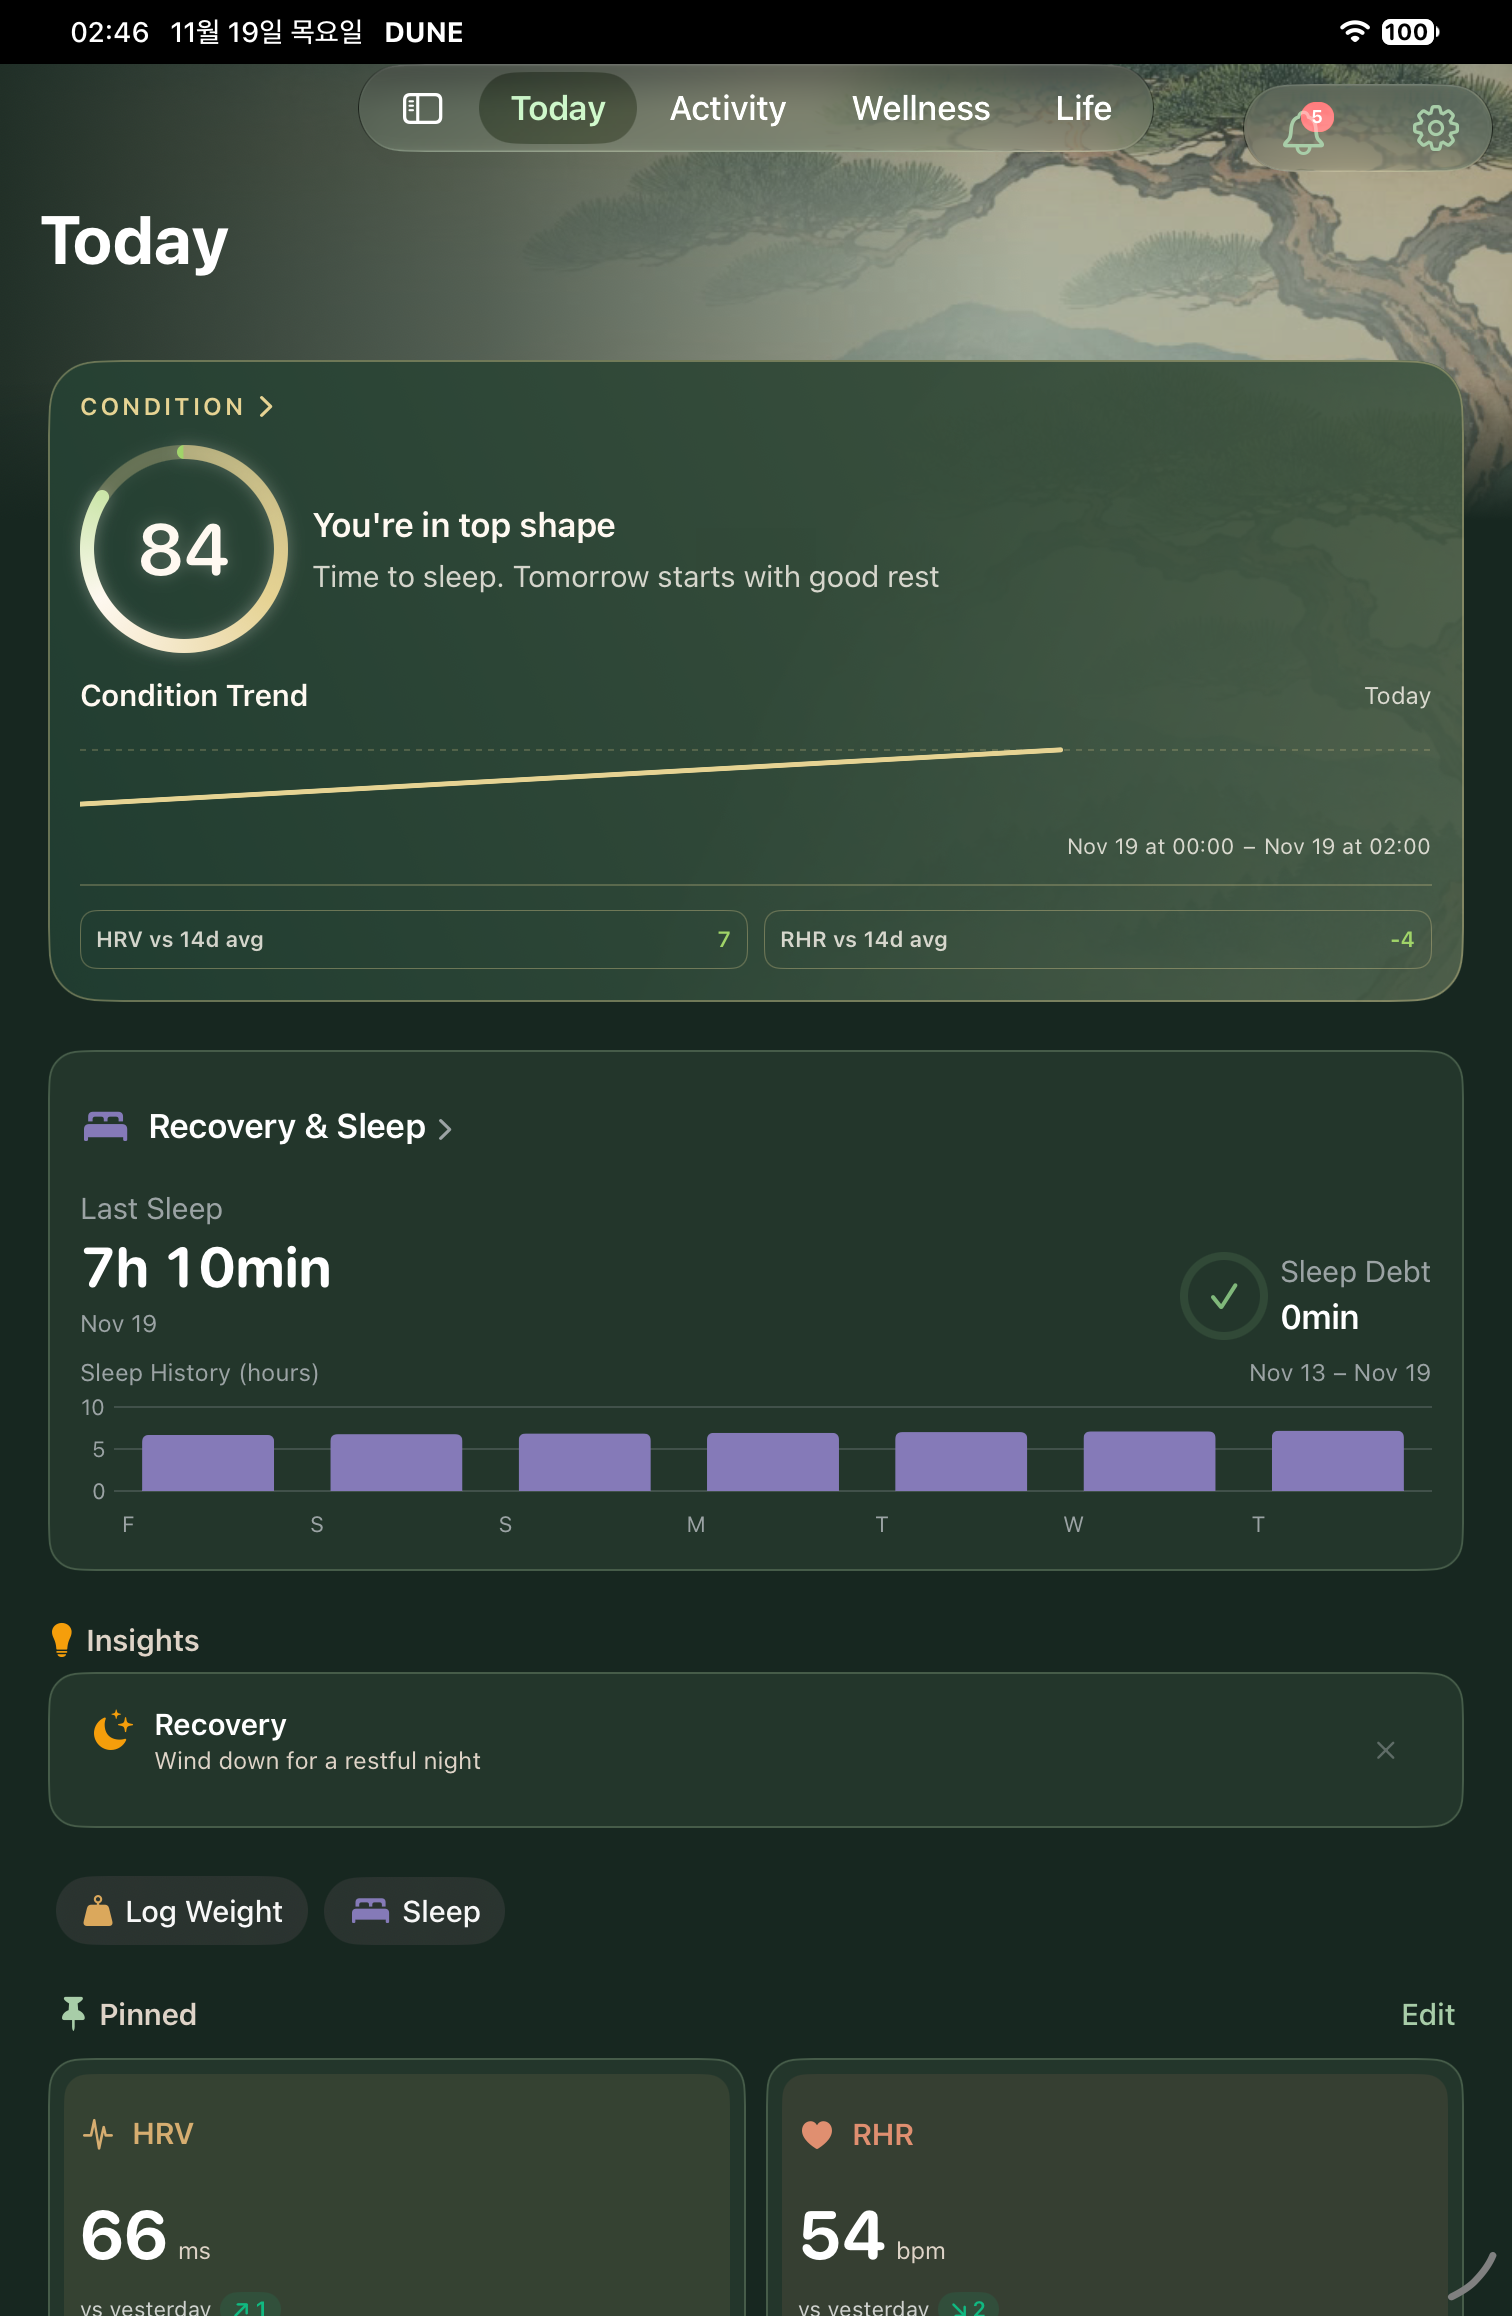 02:46 11월 19일 목요일 DUNE 100
Today Activity Wellness Life 5
Today
CONDITION
84
You're in top shape
Time to sleep. Tomorrow starts with good rest
Condition Trend Today
Nov 19 at 00:00 – Nov 19 at 02:00
HRV vs 14d avg 7 RHR vs 14d avg -4
Recovery & Sleep
Last Sleep
7h 10min
Nov 19
Sleep Debt
0min
Sleep History (hours) Nov 13 – Nov 19
10
5
0
F S S M T W T
Insights
Recovery
Wind down for a restful night
Log Weight Sleep
Pinned Edit
HRV RHR
66 ms 54 bpm
vs yesterday 1 vs yesterday 2